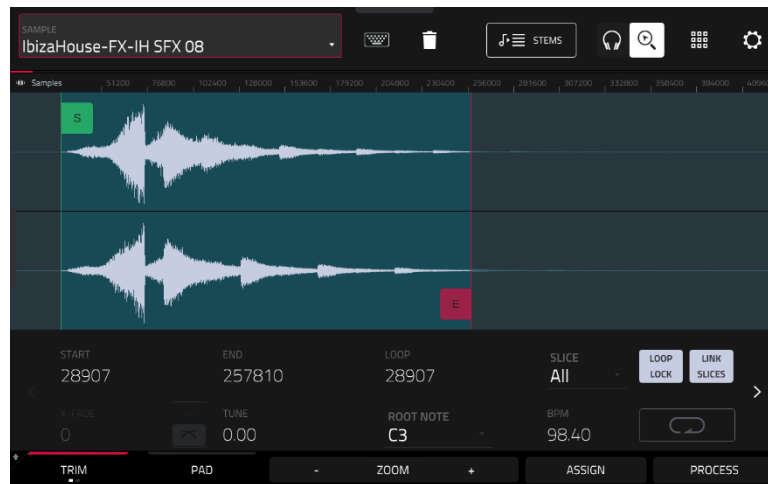 SAMPLE
IbizaHouse-FX-IH SFX 08
STEMS
Samples 51200 76800 102400 128000 153600 179200 204800 230400 256000 281600 307200 332800 358400 384000 4096
S
E
START END LOOP SLICE LOOP LOCK LINK SLICES
28907 257810 28907 All
X-FADE TUNE ROOT NOTE BPM
0 0.00 C3 98.40
TRIM PAD - ZOOM + ASSIGN PROCESS